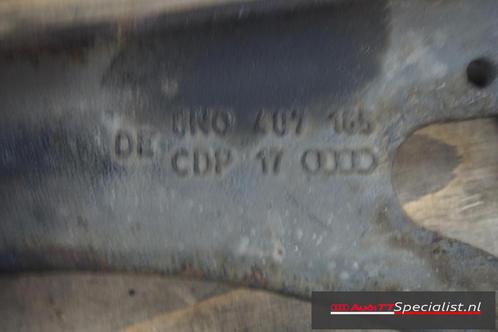 8N0 407 165
DE CDP 17
AudiTTSpecialist.nl